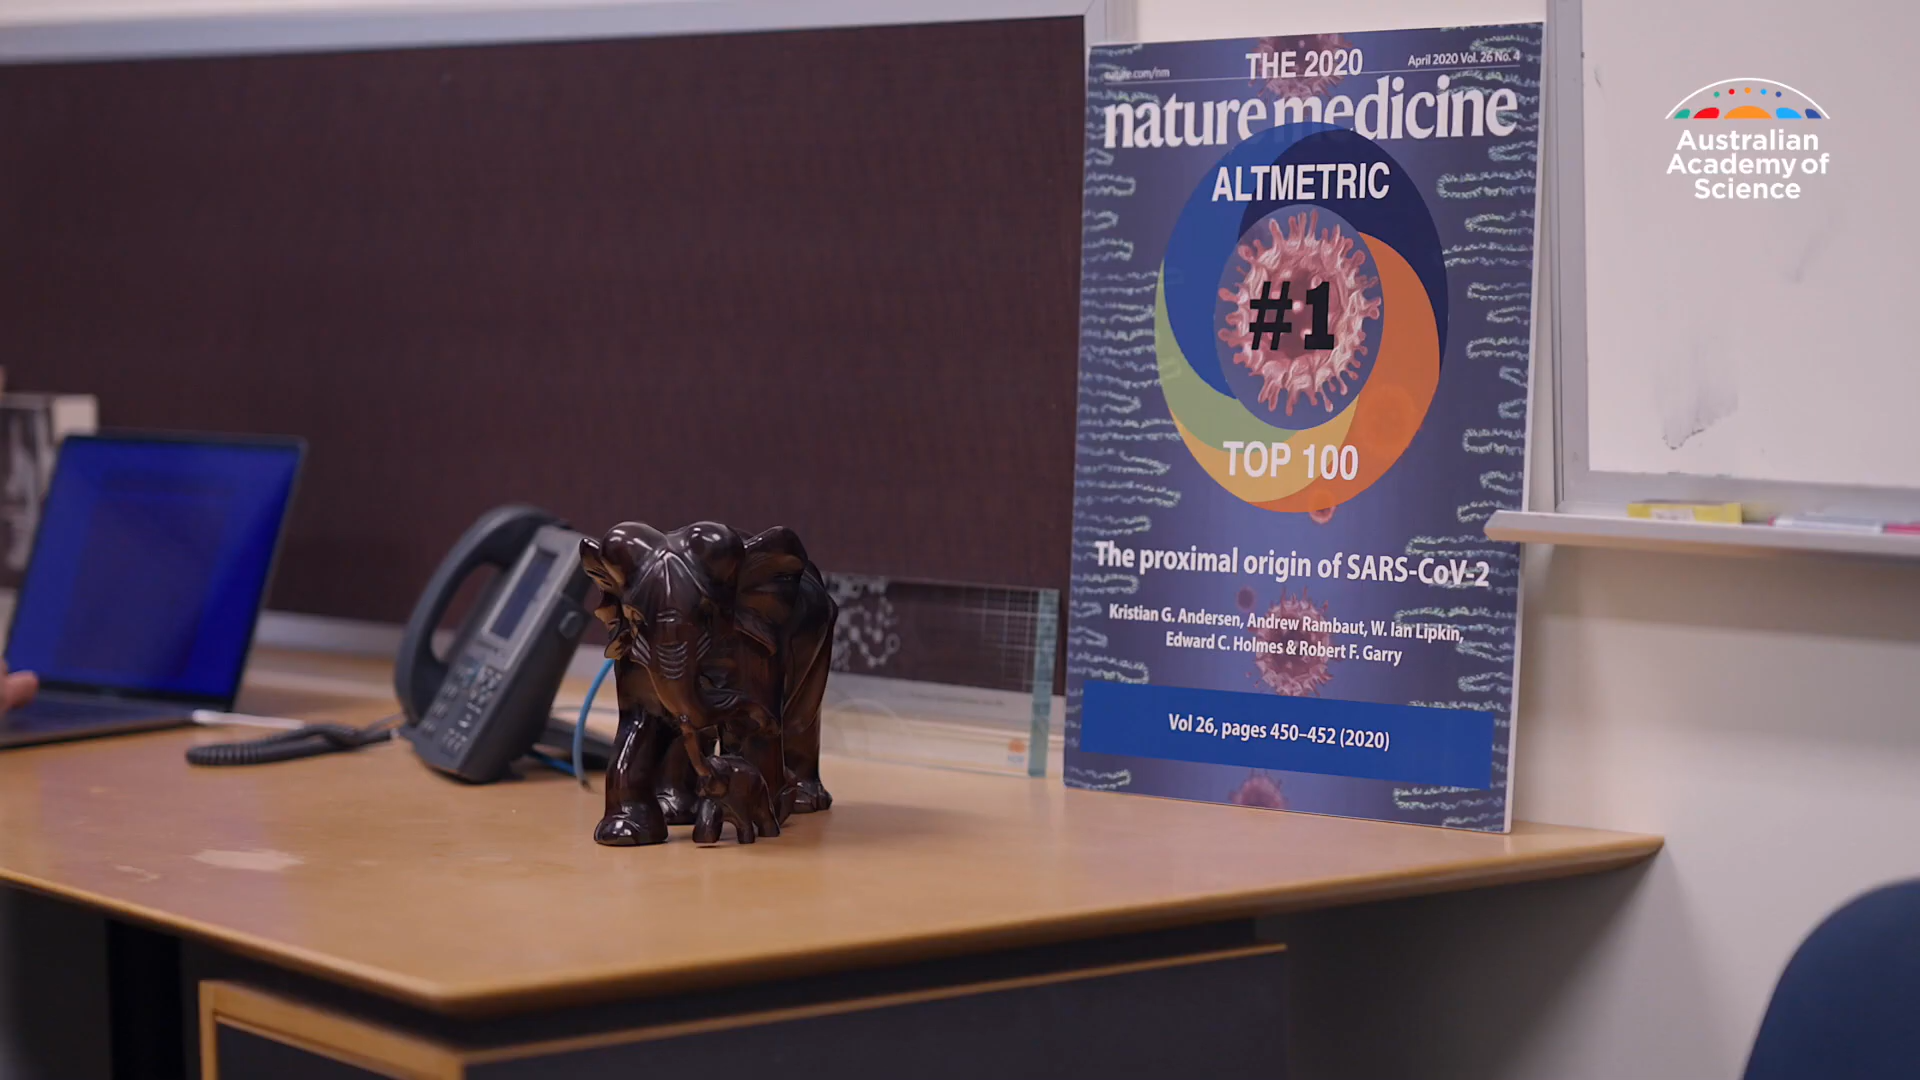 THE 2020
nature.com/nm
April 2020 Vol. 26 No. 4
nature medicine
ALTMETRIC
#1
TOP 100
The proximal origin of SARS-CoV-2
Kristian G. Andersen, Andrew Rambaut, W. Ian Lipkin,
Edward C. Holmes & Robert F. Garry
Vol 26, pages 450–452 (2020)
Australian
Academy of
Science